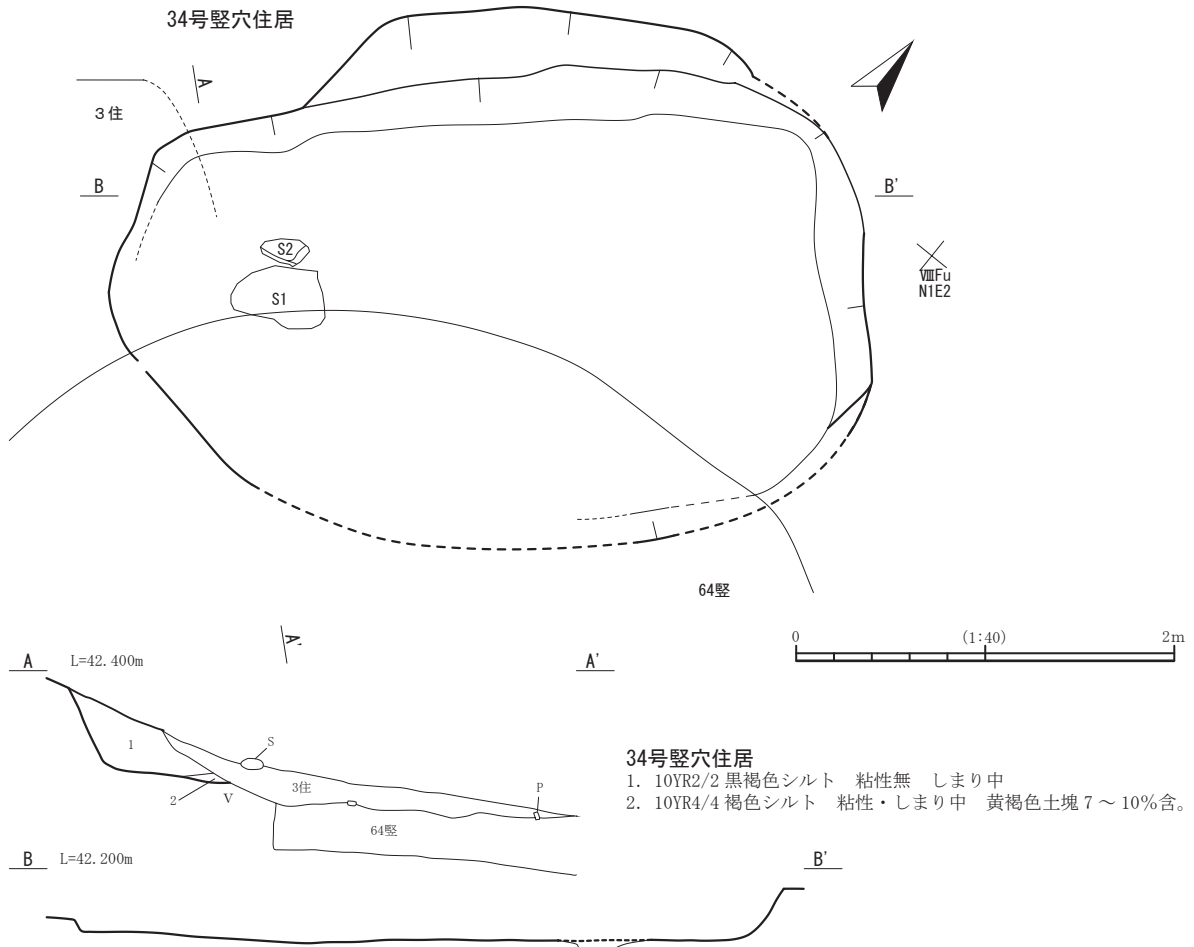 34号竪穴住居
A
3住
B
B'
S2
S1
ⅧFu
N1E2
64竪
A'
A L=42.400m A'
0 (1:40) 2m
S
1
3住
P
2
V
64竪
34号竪穴住居
1. 10YR2/2 黒褐色シルト 粘性無 しまり中
2. 10YR4/4 褐色シルト 粘性・しまり中 黄褐色土塊7～10%含。
B L=42.200m B'